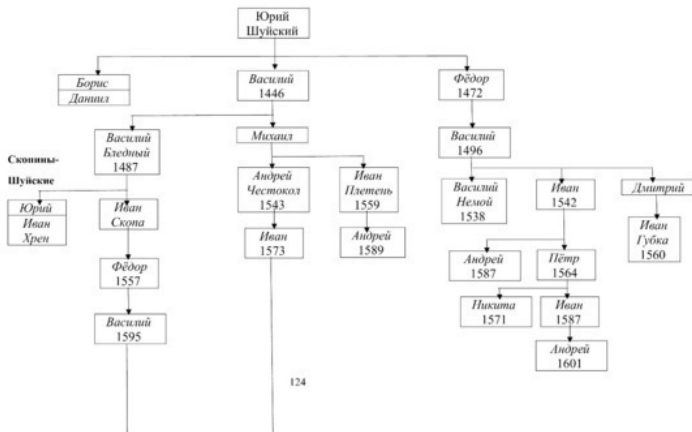 Юрий
Шуйский
Борис
Даниил
Василий
1446
Фёдор
1472
Василий
Бледный
1487
Михаил
Василий
1496
Скопины-
Шуйские
Юрий
Иван
Хрен
Иван
Скопа
Андрей
Честокол
1543
Иван
Плетень
1559
Василий
Немой
1538
Иван
1542
Дмитрий
Иван
Губка
1560
Фёдор
1557
Иван
1573
Андрей
1589
Андрей
1587
Пётр
1564
Василий
1595
Никита
1571
Иван
1587
Андрей
1601
124